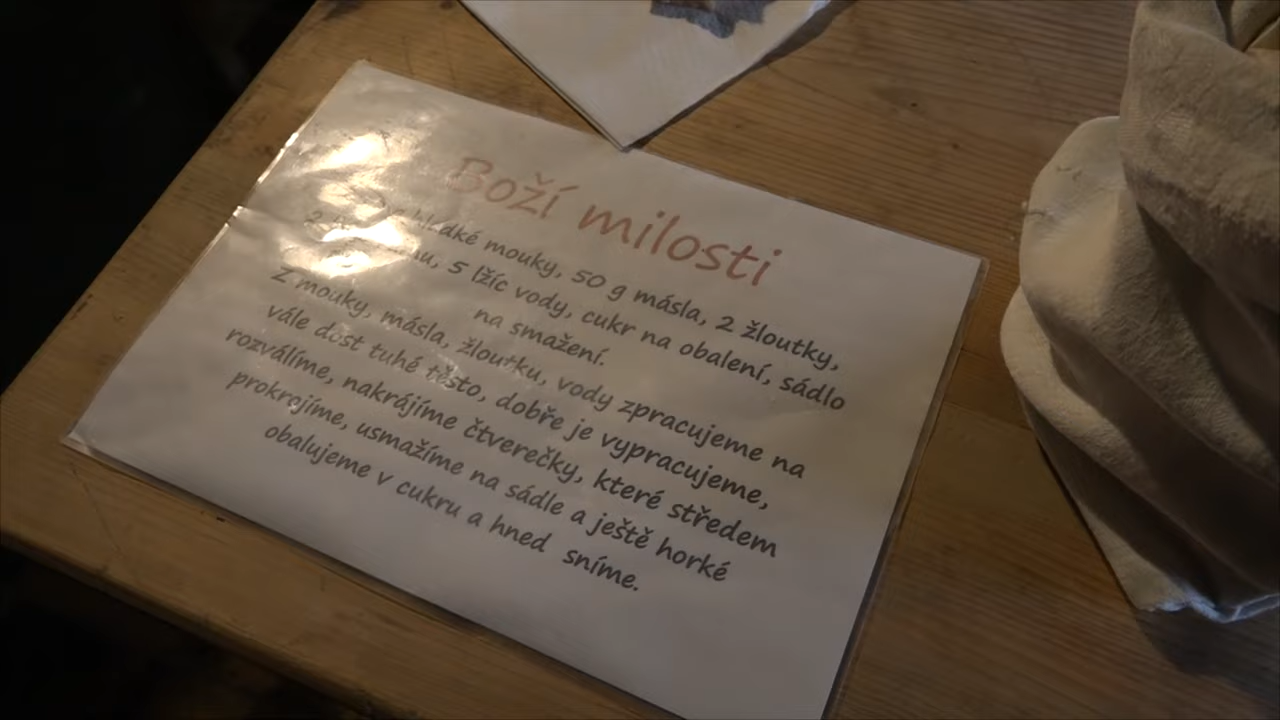 Boží milosti
hladké mouky, 50 g másla, 2 žloutky,
2 5 lžíc vody, cukr na obalení, sádlo
na smažení.
Z mouky, másla, žloutku, vody zpracujeme na
vále dost tuhé těsto, dobře je vypracujeme,
rozválíme, nakrájíme čtverečky, které středem
prokrojíme, usmažíme na sádle a ještě horké
obalujeme v cukru a hned sníme.